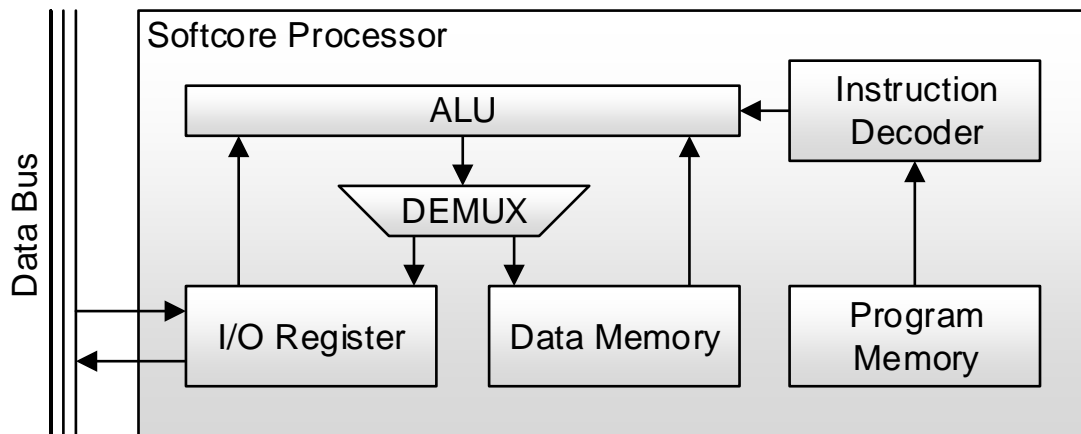 Data Bus
Softcore Processor
ALU
Instruction
Decoder
DEMUX
I/O Register
Data Memory
Program
Memory